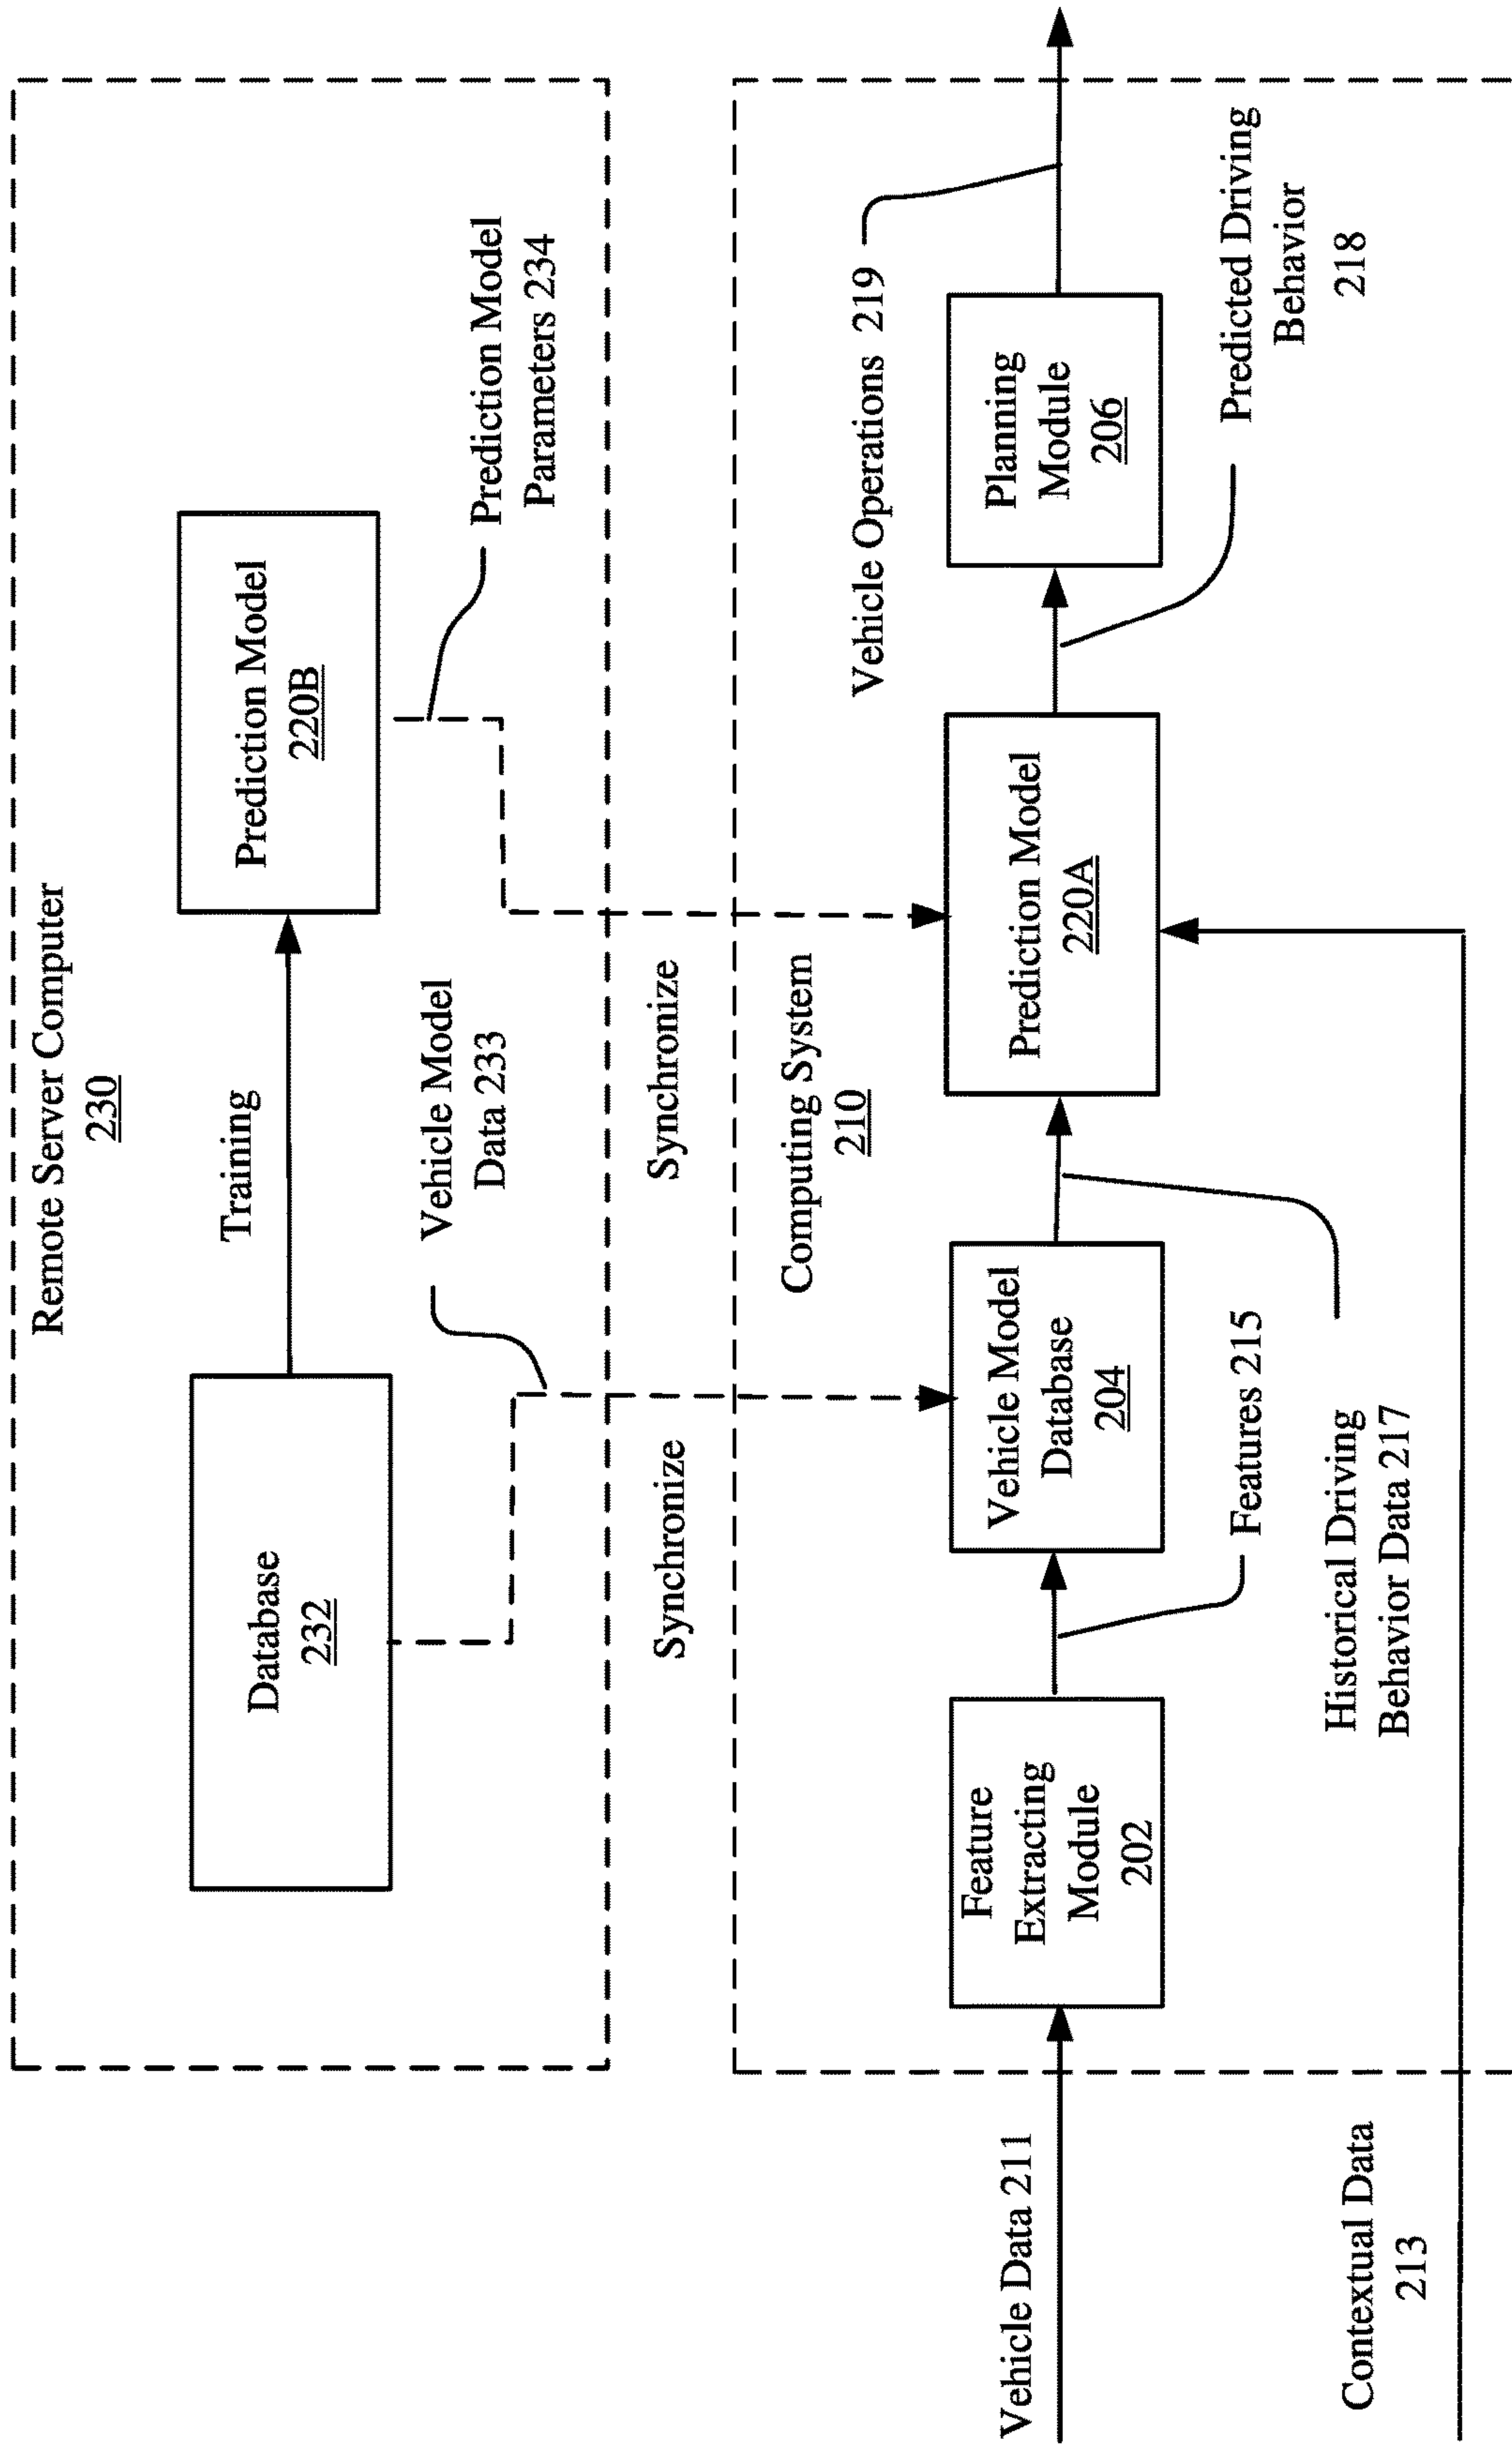 Remote Server Computer
230
Database
232
Training
Prediction Model
220B
Vehicle Model
Data 233
Prediction Model
Parameters 234
Synchronize
Synchronize
Computing System
210
Vehicle Data 211
Feature
Extracting
Module
202
Features 215
Vehicle Model
Database
204
Historical Driving
Behavior Data 217
Prediction Model
220A
Vehicle Operations 219
Planning
Module
206
Predicted Driving
Behavior
218
Contextual Data
213